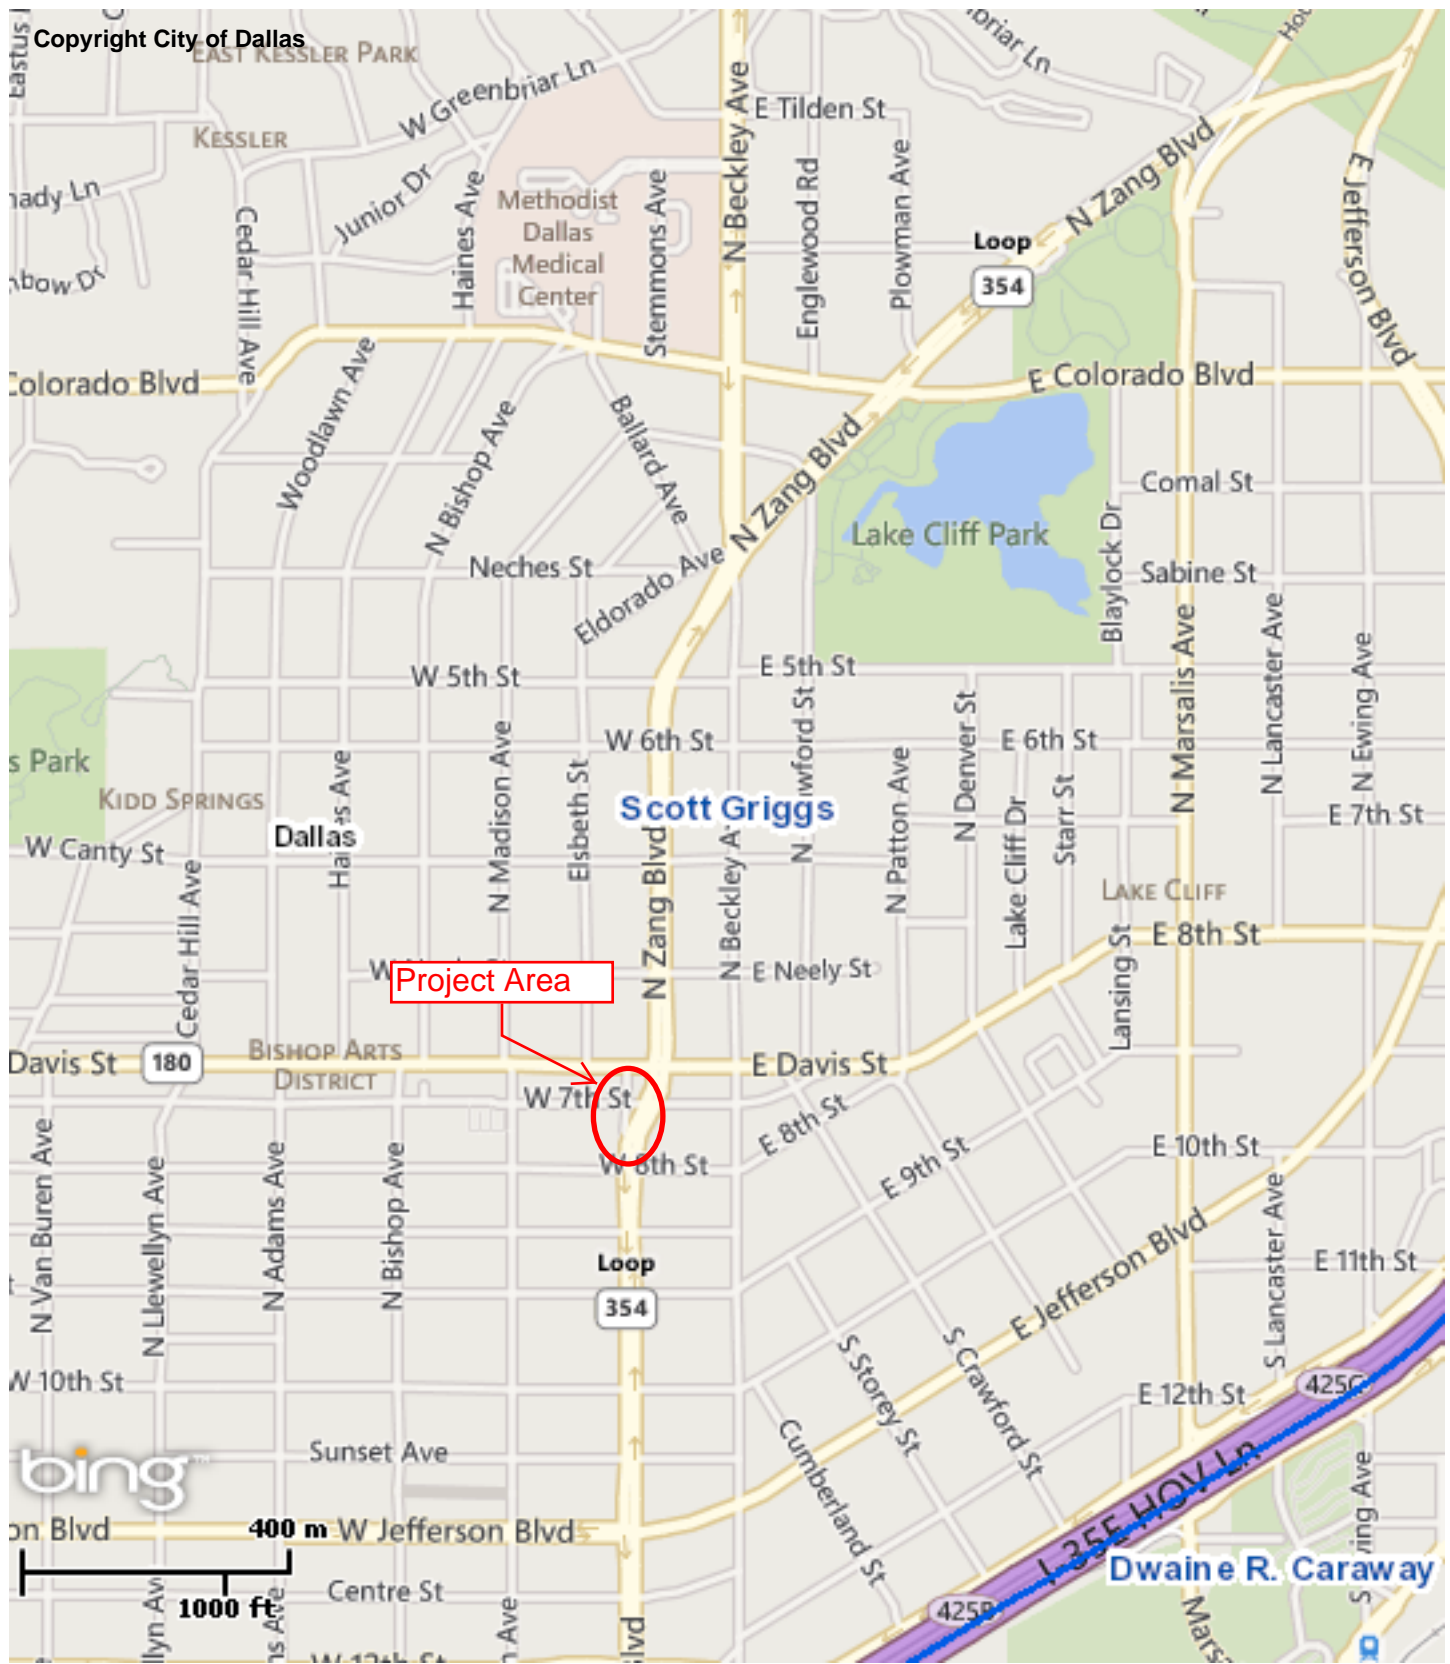 Copyright City of Dallas
EAST KESSLER PARK
KESSLER
W Greenbriar Ln
briar Ln
E Tilden St
N Beckley Ave
Junior Dr
Haines Ave
Cedar Hill Ave
Methodist
Dallas
Medical
Center
Stemmons Ave
Englewood Rd
Plowman Ave
N Zang Blvd
E Jefferson Blvd
Loop
354
Colorado Blvd
E Colorado Blvd
Woodlawn Ave
N Bishop Ave
Ballard Ave
N Zang Blvd
Lake Cliff Park
Comal St
Blaylock Dr
Sabine St
Neches St
Eldorado Ave
W 5th St
E 5th St
N Marsalis Ave
N Lancaster Ave
N Ewing Ave
W 6th St
E 6th St
s Park
KIDD SPRINGS
Dallas
W Canty St
Cedar Hill Ave
N Madison Ave
Elsbeth St
Scott Griggs
N Zang Blvd
N Patton Ave
N Denver St
Lake Cliff Dr
Starr St
E 7th St
LAKE CLIFF
E 8th St
Lansing St
E Neely St
Project Area
Davis St
180
BISHOP ARTS
DISTRICT
E Davis St
W 7th St
E 8th St
W 8th St
E 9th St
E 10th St
N Van Buren Ave
N Llewellyn Ave
N Adams Ave
N Bishop Ave
Loop
354
E Jefferson Blvd
S Lancaster Ave
E 11th St
W 10th St
S Storey St
S Crawford St
E 12th St
425C
Sunset Ave
Cumberland St
I-35E HOV Ln
bing
on Blvd
400 m
W Jefferson Blvd
1000 ft
Centre St
Dwaine R. Caraway
425B